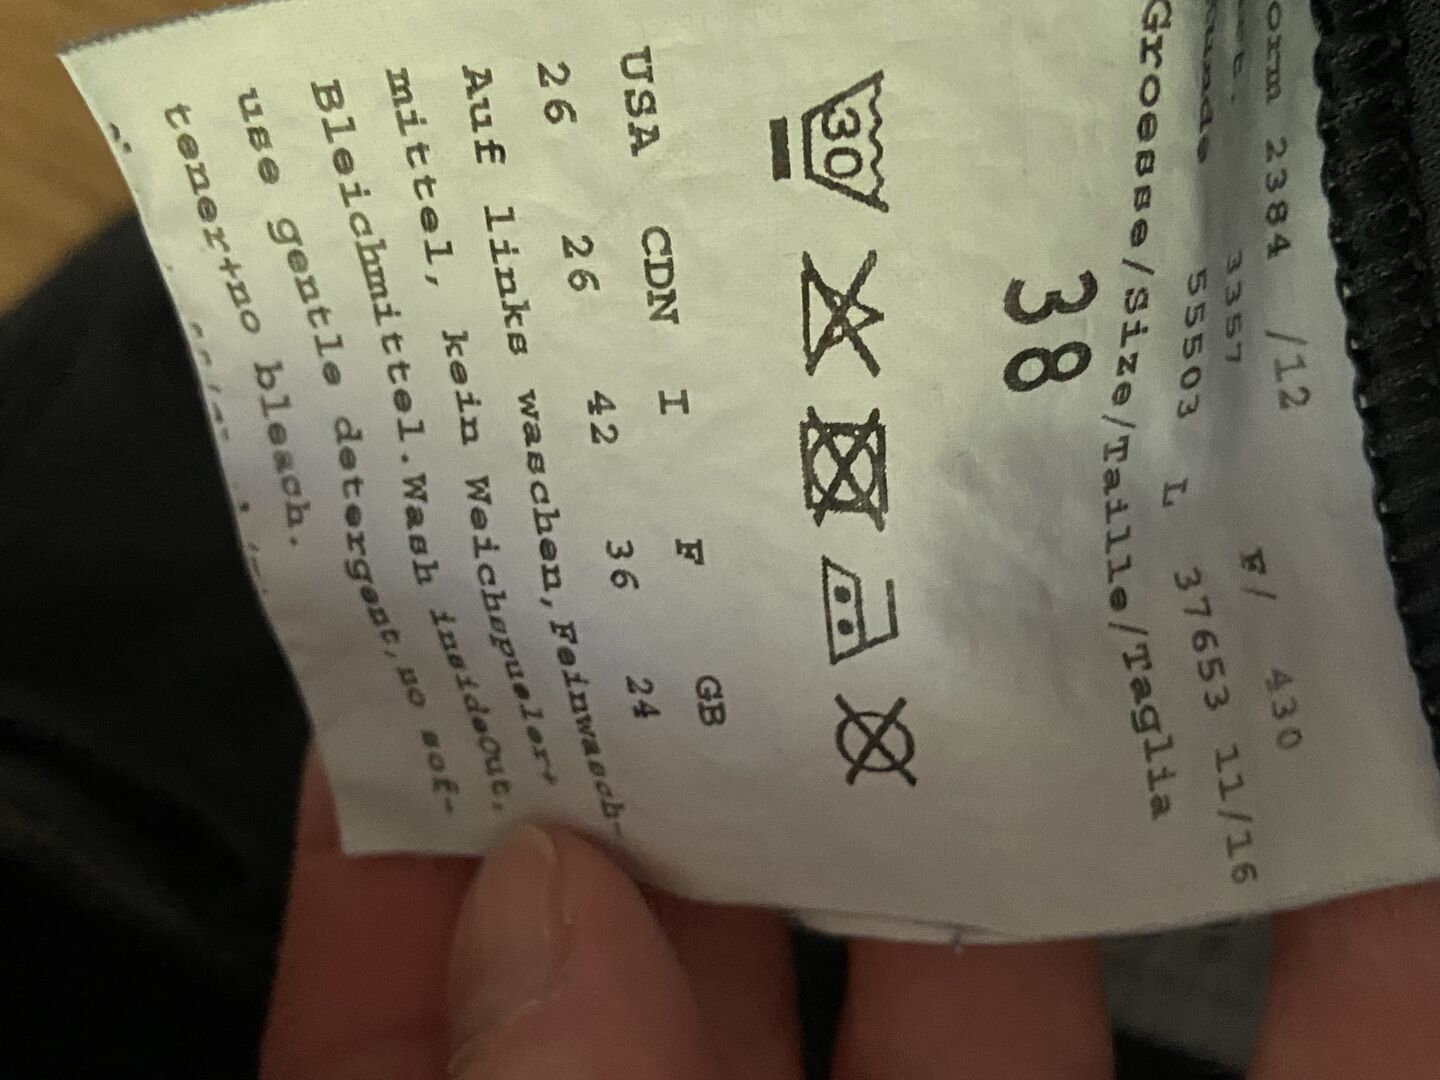 orm 2384 /12 F/ 430
3357
55503 L 37653 11/16
Groesse/Size/Taille/Taglia
38
30
USA CDN I F GB
26 26 42 36 24
Auf links waschen,Feinwasch-
mittel, kein Weichspueler+
Bleichmittel.Wash insideOut,
use gentle detergent,no sof-
tener+no bleach.